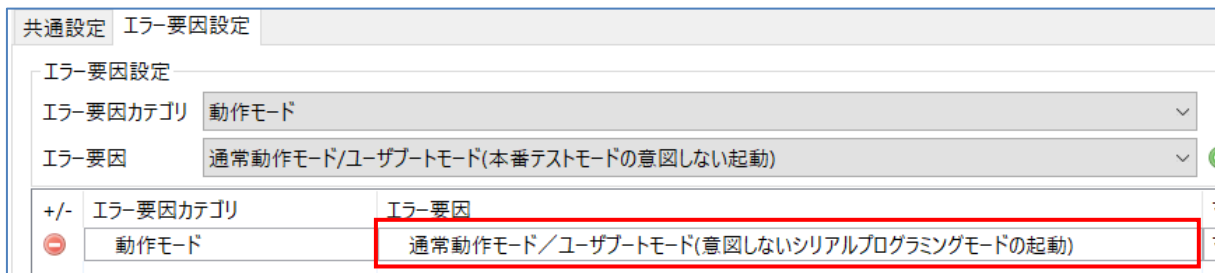 共通設定 エラー要因設定
エラー要因設定
エラー要因カテゴリ 動作モード
エラー要因 通常動作モード/ユーザブートモード(本番テストモードの意図しない起動)
+/- エラー要因カテゴリ エラー要因
動作モード 通常動作モード／ユーザブートモード(意図しないシリアルプログラミングモードの起動)